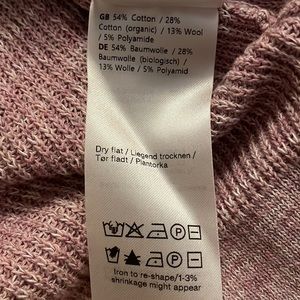 GB 54% Cotton / 28%
Cotton (organic) / 13% Wool
/ 5% Polyamide
DE 54% Baumwolle / 28%
Baumwolle (biologisch) /
13% Wolle / 5% Polyamid
Dry flat / Liegend trocknen /
Tør fladt / Plantorka
Iron to re-shape/1-3%
shrinkage might appear